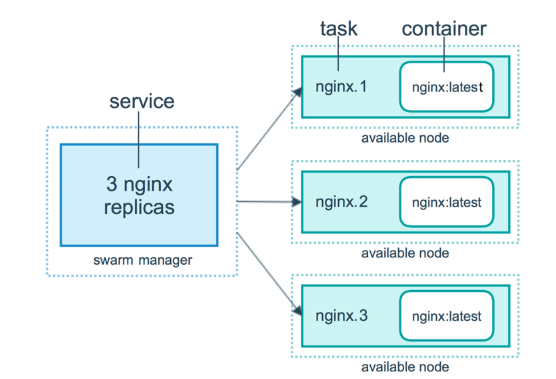 task
container
nginx.1
nginx:latest
available node
service
3 nginx
replicas
swarm manager
nginx.2
nginx:latest
available node
nginx.3
nginx:latest
available node